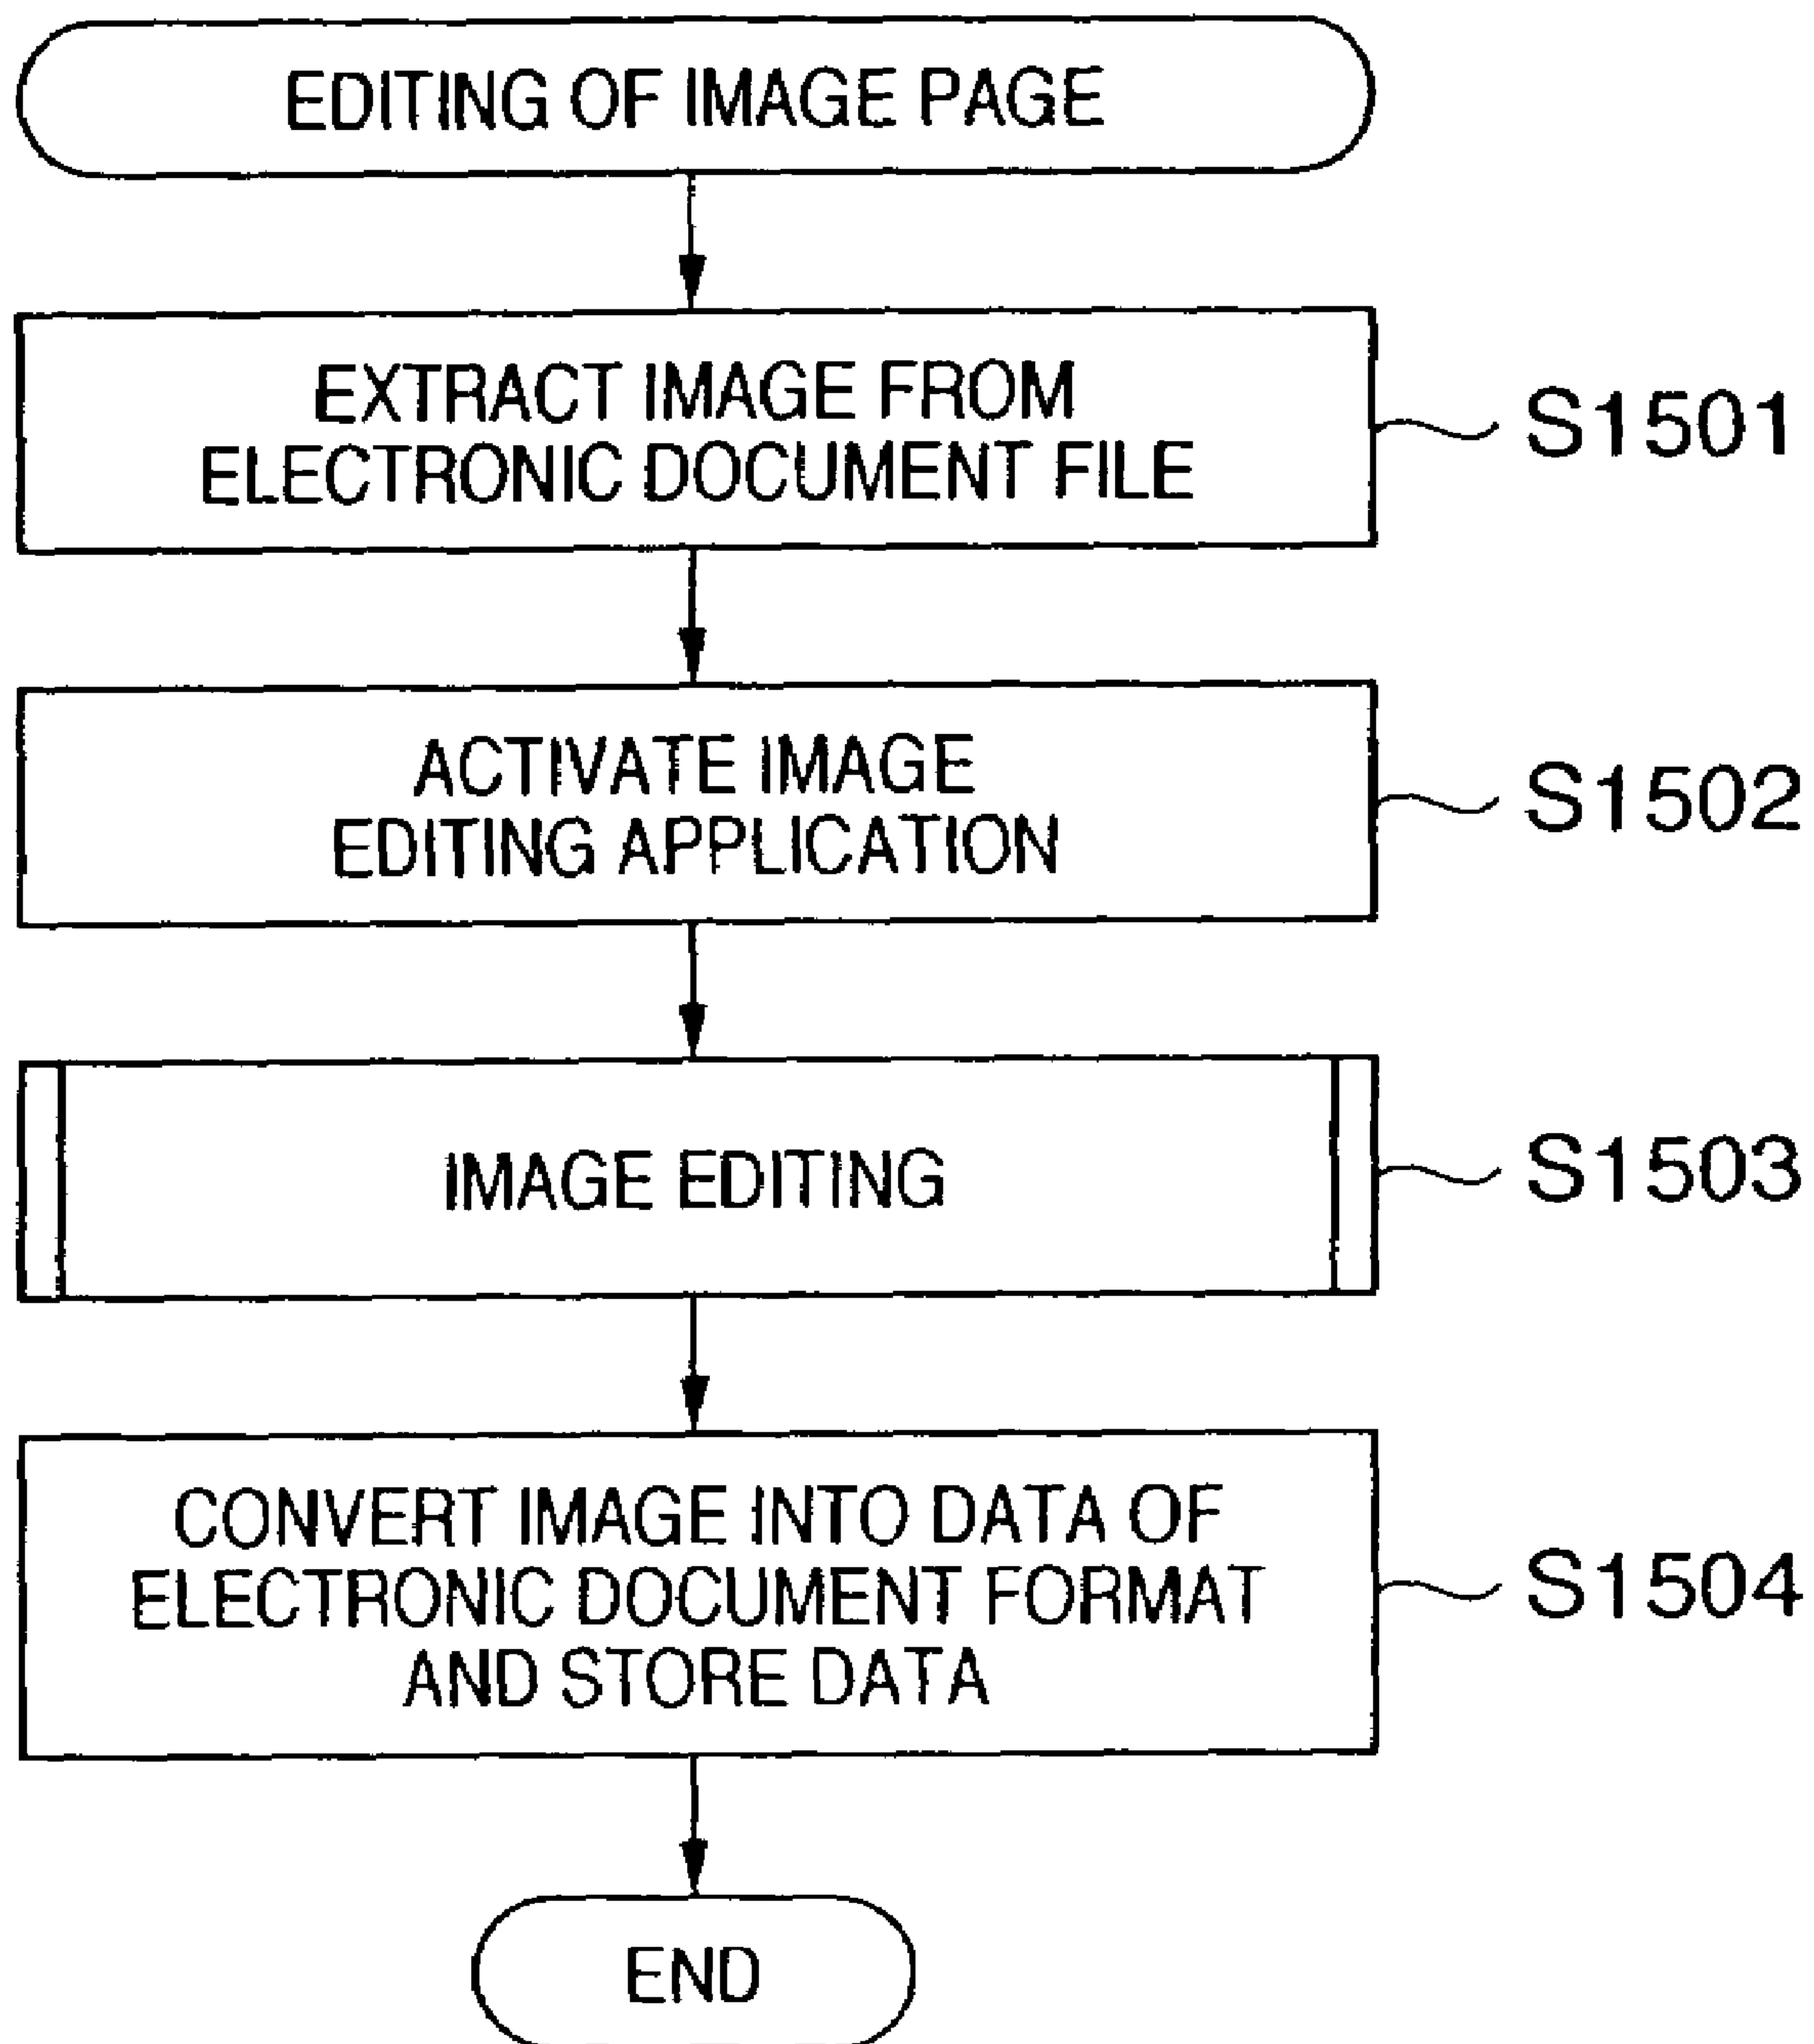 EDITING OF IMAGE PAGE
EXTRACT IMAGE FROM
ELECTRONIC DOCUMENT FILE
S1501
ACTIVATE IMAGE
EDITING APPLICATION
S1502
IMAGE EDITING
S1503
CONVERT IMAGE INTO DATA OF
ELECTRONIC DOCUMENT FORMAT
AND STORE DATA
S1504
END